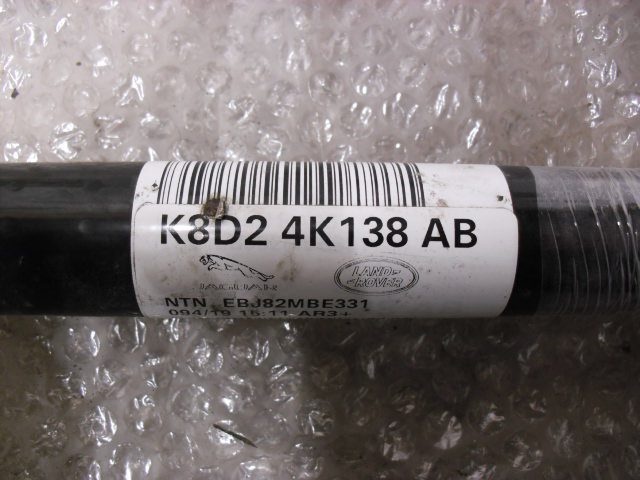 K8D2 4K138 AB
JAGUAR
LAND-
-ROVER
NTN EBJ82MBE331
094/19 15:11 AR3+